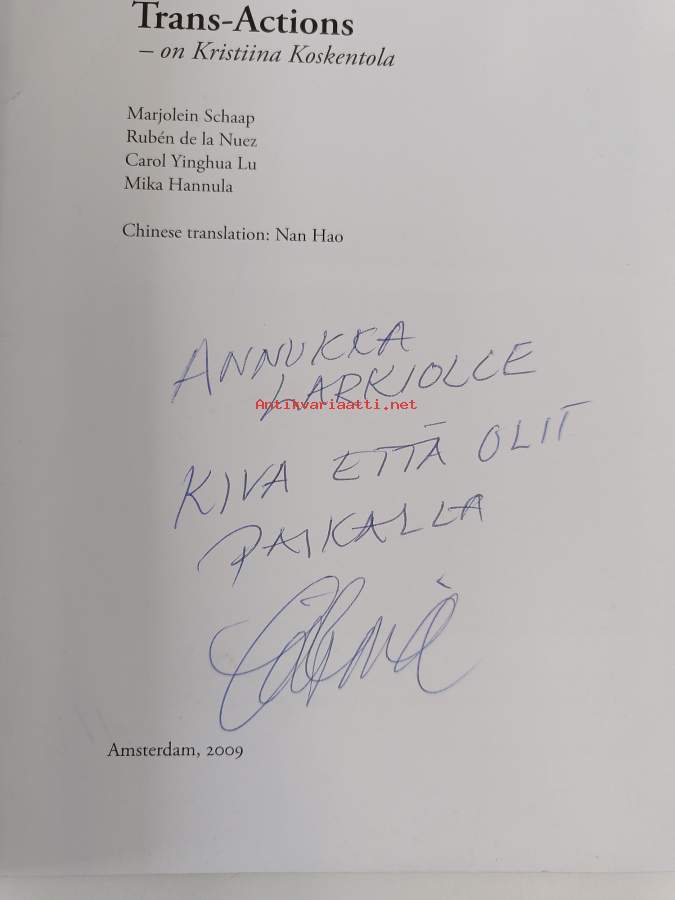 Trans-Actions
– on Kristiina Koskentola
Marjolein Schaap
Rubén de la Nuez
Carol Yinghua Lu
Mika Hannula
Chinese translation: Nan Hao
ANNUKKA
LARKIOLLE
Antikvariaatti.net
KIVA ETTÄ OLIT
PAIKALLA
Amsterdam, 2009